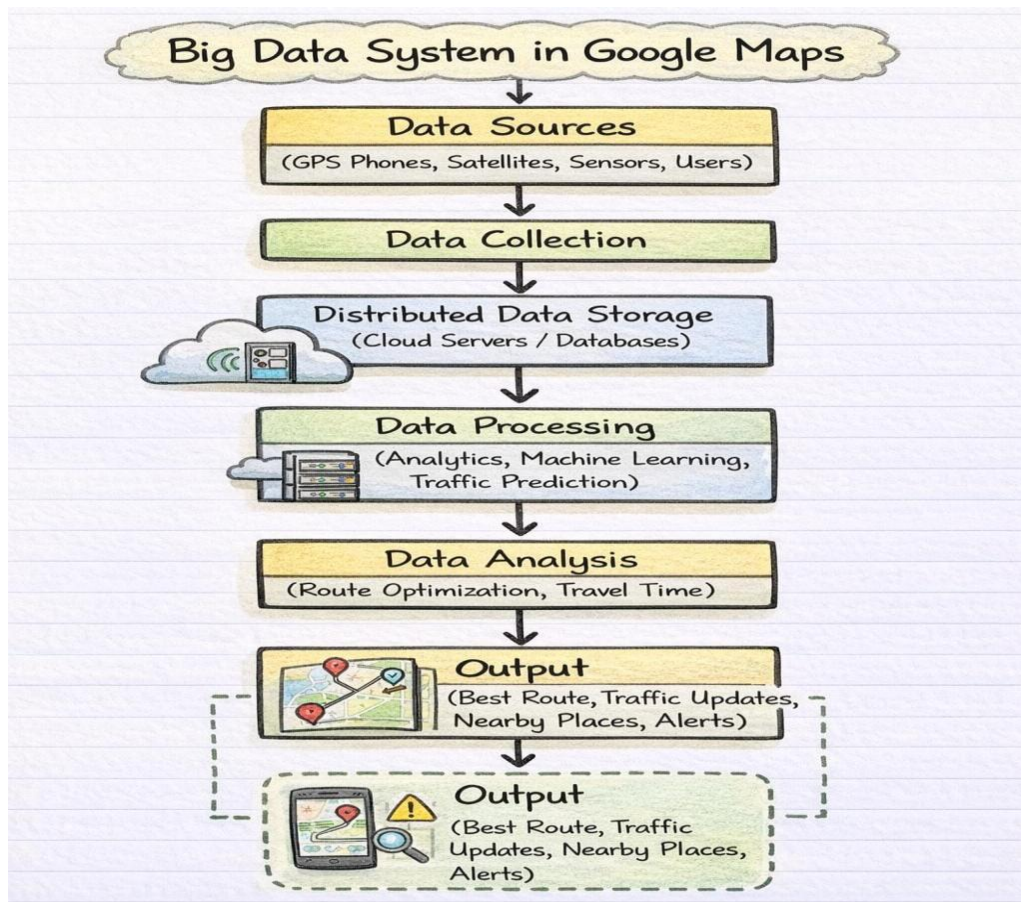 Big Data System in Google Maps
Data Sources
(GPS Phones, Satellites, Sensors, Users)
Data Collection
Distributed Data Storage
(Cloud Servers / Databases)
Data Processing
(Analytics, Machine Learning,
Traffic Prediction)
Data Analysis
(Route Optimization, Travel Time)
Output
(Best Route, Traffic Updates,
Nearby Places, Alerts)
Output
(Best Route, Traffic
Updates, Nearby Places,
Alerts)